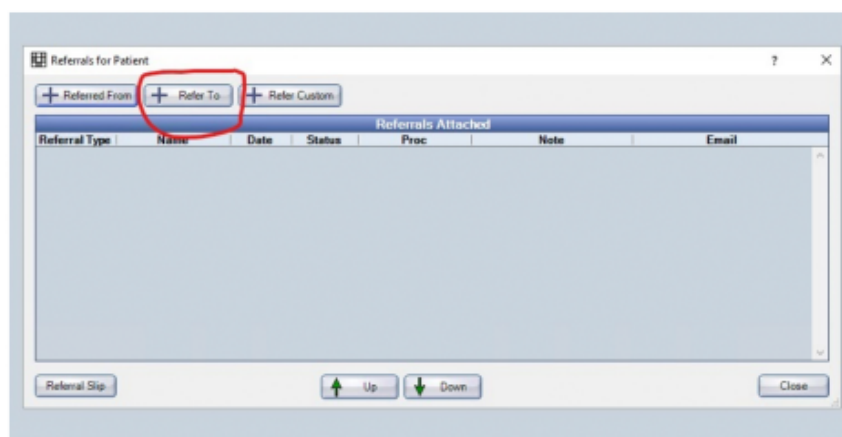 Referrals for Patient ? X
+ Referred From + Refer To + Refer Custom
Referrals Attached
Referral Type Name Date Status Proc Note Email
Referral Slip Up Down Close